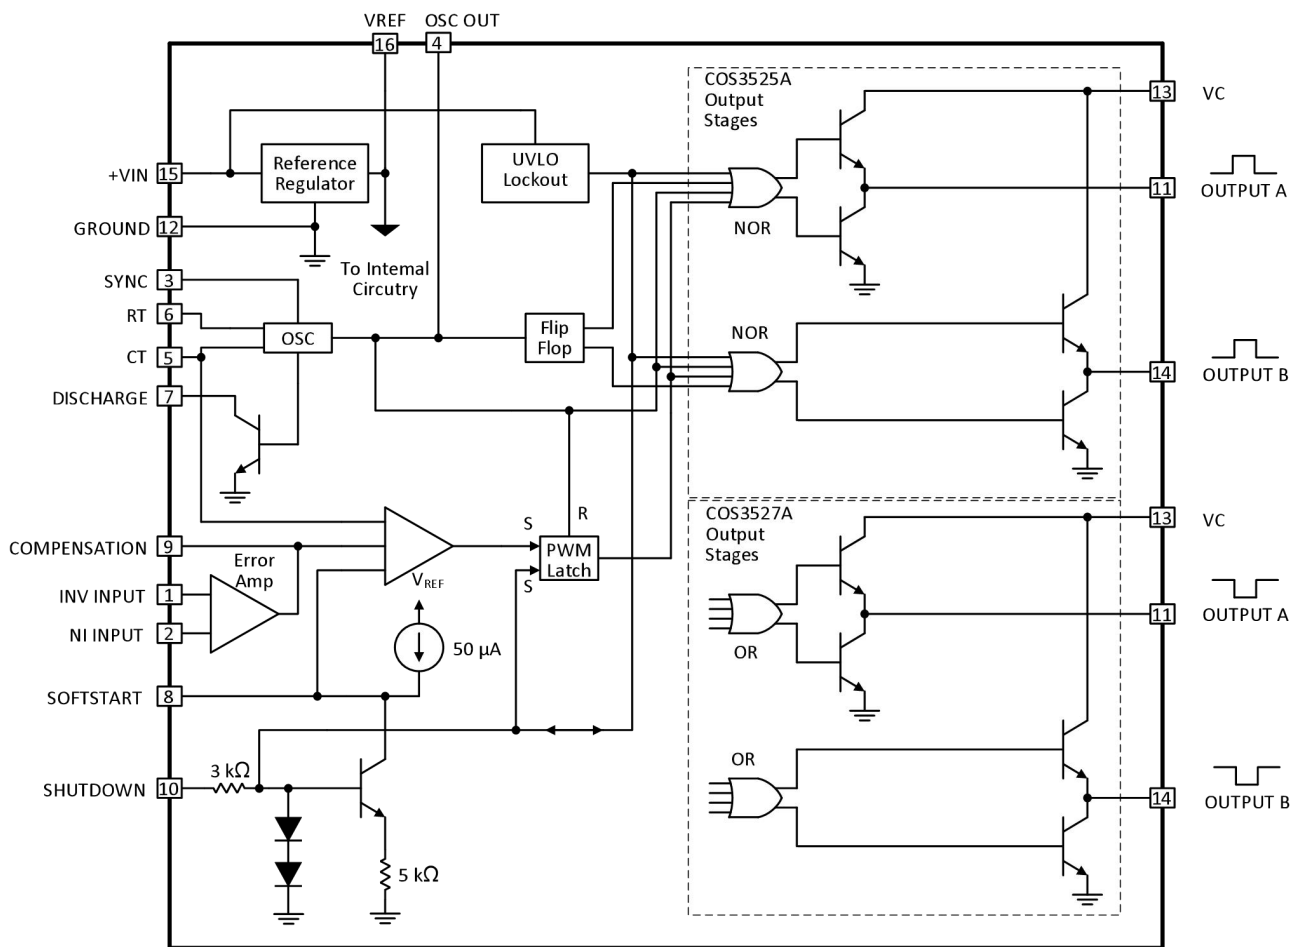 VREF
OSC OUT
16
4
COS3525A
Output
Stages
13
VC
+VIN
15
Reference
Regulator
UVLO
Lockout
11
OUTPUT A
GROUND
12
NOR
To Intemal
Circutry
SYNC
3
RT
6
OSC
Flip
Flop
NOR
CT
5
14
OUTPUT B
DISCHARGE
7
COS3527A
Output
Stages
13
VC
S
R
COMPENSATION
9
PWM
Latch
Error
Amp
VREF
S
INV INPUT
1
11
OUTPUT A
NI INPUT
2
50 µA
OR
SOFTSTART
8
OR
3 kΩ
SHUTDOWN
10
14
OUTPUT B
5 kΩ